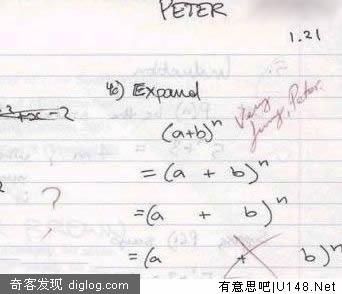 PETER
1.21
4c) Expand
(a+b)ⁿ
Very funny, Peter.
= (a + b)ⁿ
?
= (a + b)ⁿ
= (a + b)ⁿ
奇客发现 diglog.com
有意思吧|U148.Net